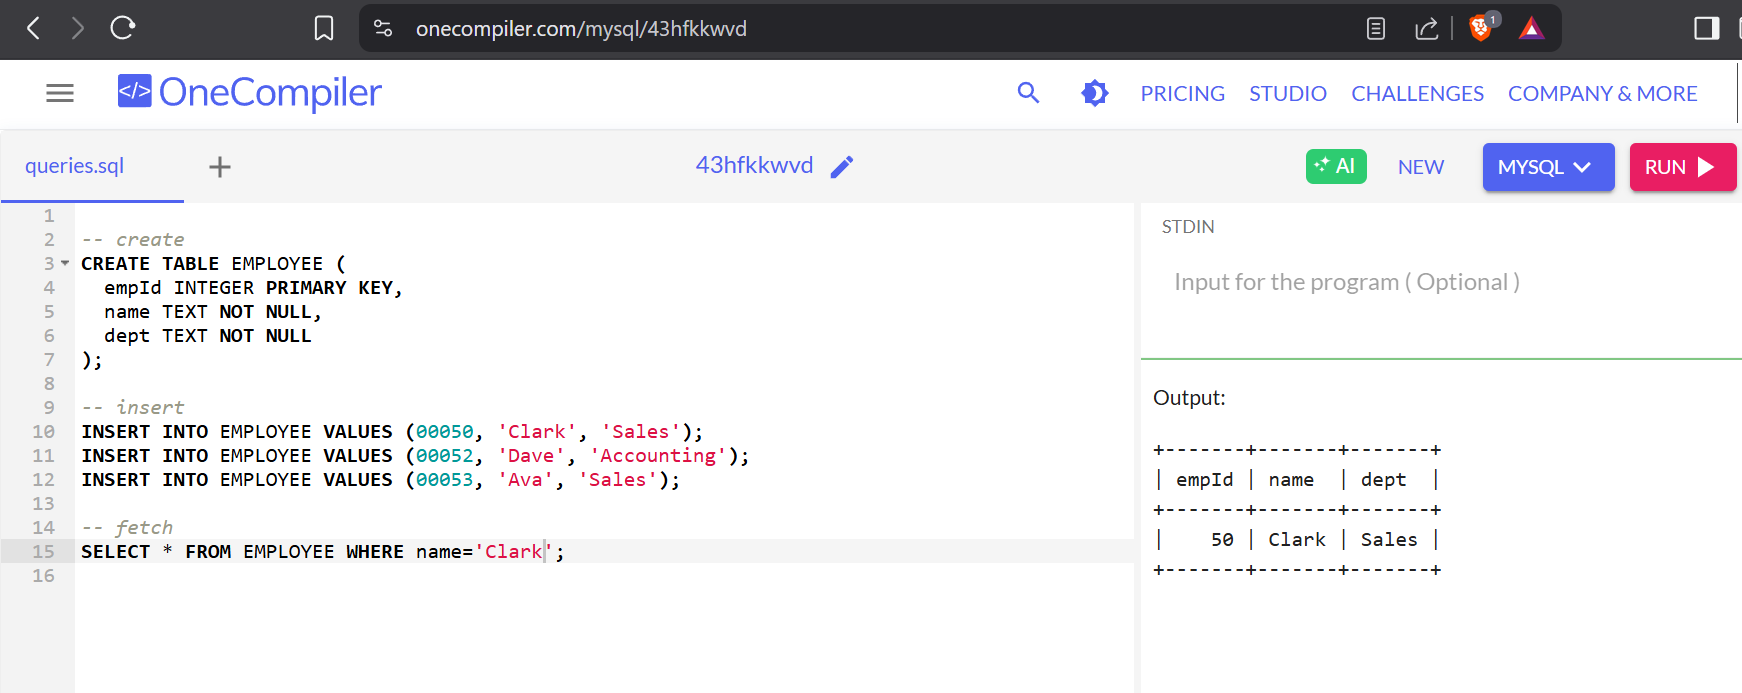 onecompiler.com/mysql/43hfkkwvd
1
</> OneCompiler
PRICING STUDIO CHALLENGES COMPANY & MORE
queries.sql
43hfkkwvd
AI NEW MYSQL RUN
1
2 -- create
3 CREATE TABLE EMPLOYEE (
4   empId INTEGER PRIMARY KEY,
5   name TEXT NOT NULL,
6   dept TEXT NOT NULL
7 );
8
9 -- insert
10 INSERT INTO EMPLOYEE VALUES (00050, 'Clark', 'Sales');
11 INSERT INTO EMPLOYEE VALUES (00052, 'Dave', 'Accounting');
12 INSERT INTO EMPLOYEE VALUES (00053, 'Ava', 'Sales');
13
14 -- fetch
15 SELECT * FROM EMPLOYEE WHERE name='Clark';
16
STDIN
Input for the program ( Optional )
Output:
+-------+-------+-------+
| empId | name  | dept  |
+-------+-------+-------+
|    50 | Clark | Sales |
+-------+-------+-------+